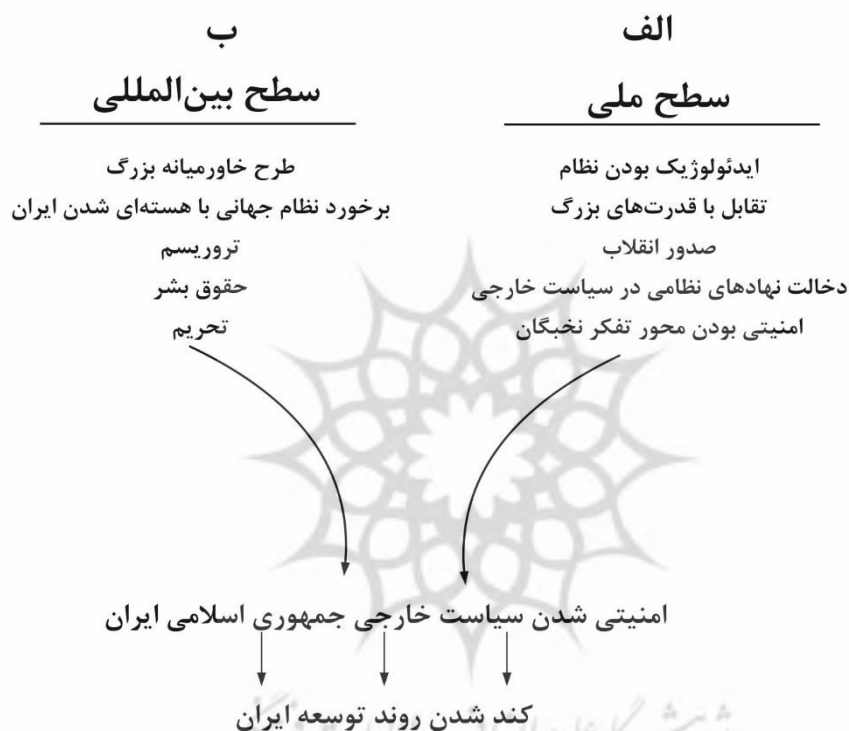 الف
سطح ملی
ایدئولوژیک بودن نظام
تقابل با قدرت‌های بزرگ
صدور انقلاب
دخالت نهادهای نظامی در سیاست خارجی
امنیتی بودن محور تفکر نخبگان
ب
سطح بین‌المللی
طرح خاورمیانه بزرگ
برخورد نظام جهانی با هسته‌ای شدن ایران
تروریسم
حقوق بشر
تحریم
امنیتی شدن سیاست خارجی جمهوری اسلامی ایران
کند شدن روند توسعه ایران